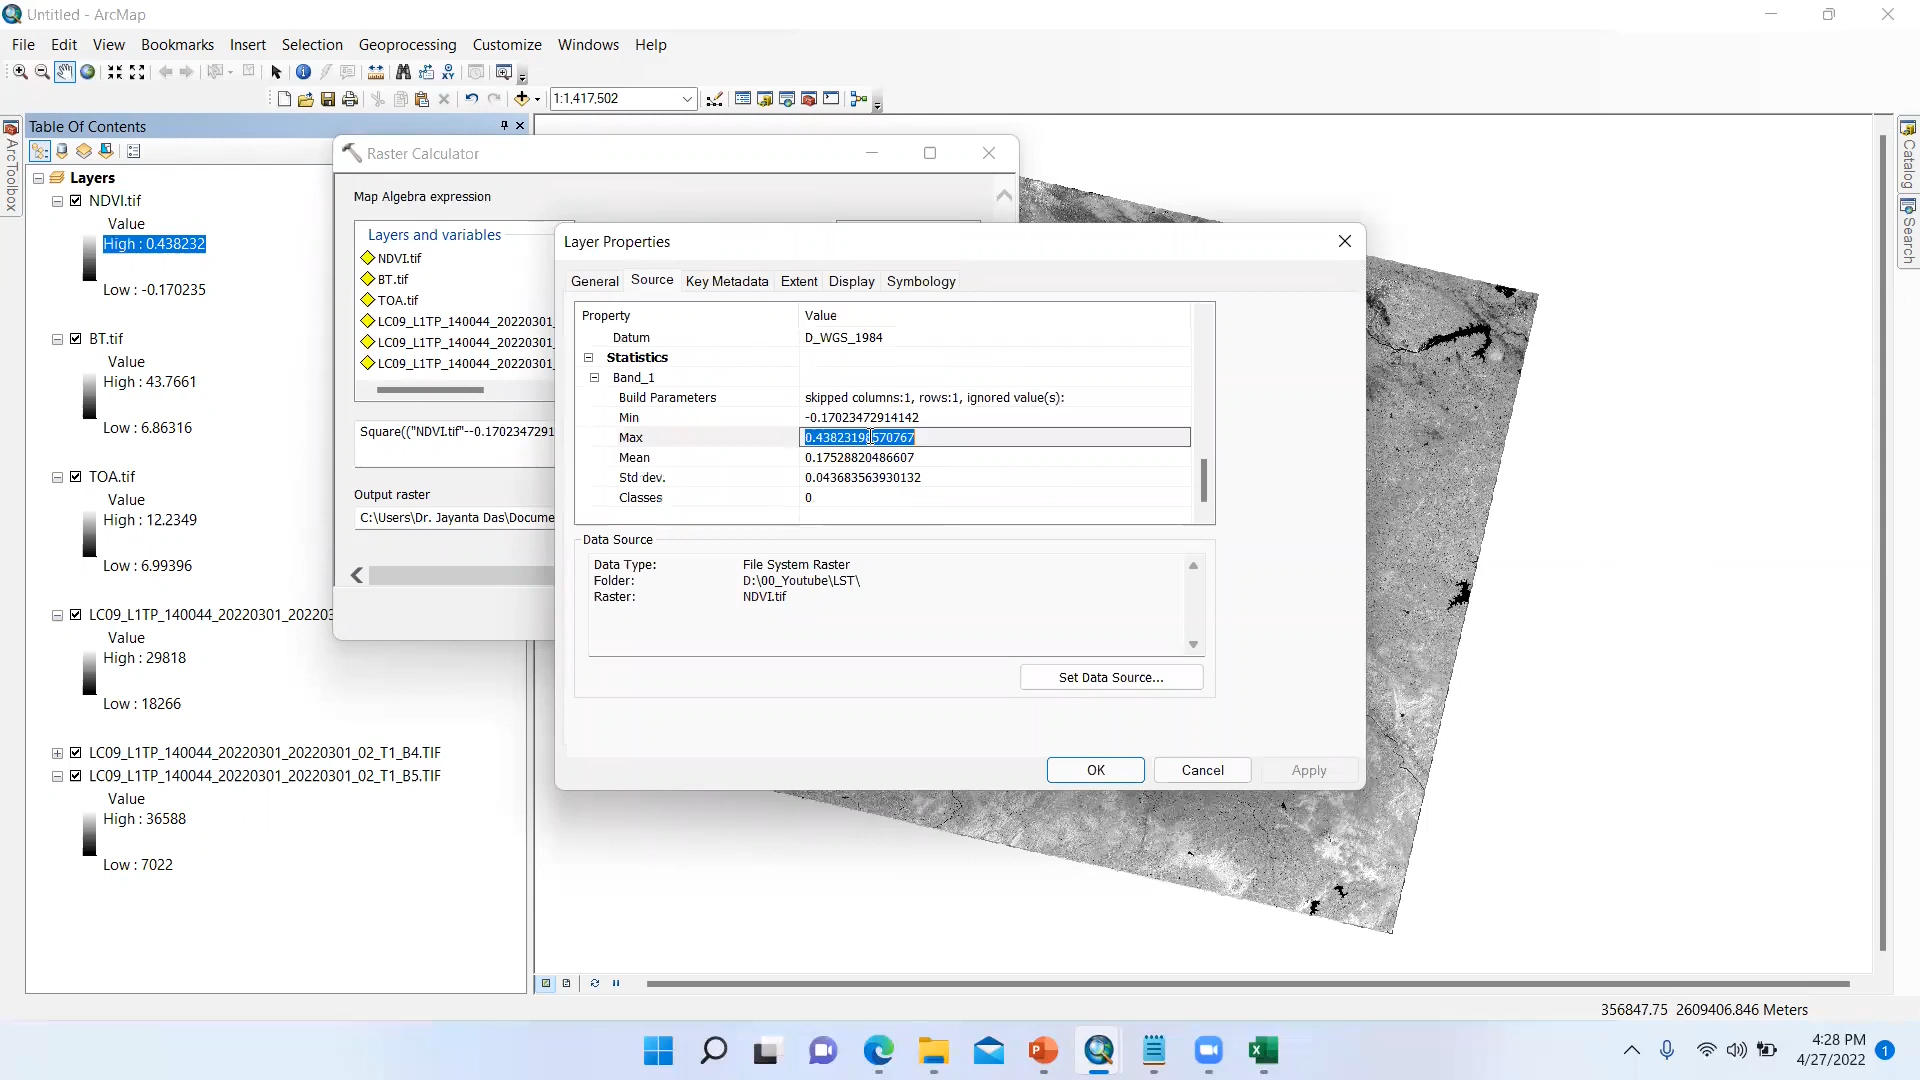 Untitled - ArcMap
File Edit View Bookmarks Insert Selection Geoprocessing Customize Windows Help
1:1,417,502
ArcToolbox
Table Of Contents
Layers
NDVI.tif
Value
High : 0.438232
Low : -0.170235
BT.tif
Value
High : 43.7661
Low : 6.86316
TOA.tif
Value
High : 12.2349
Low : 6.99396
LC09_L1TP_140044_20220301_202203
Value
High : 29818
Low : 18266
LC09_L1TP_140044_20220301_20220301_02_T1_B4.TIF
LC09_L1TP_140044_20220301_20220301_02_T1_B5.TIF
Value
High : 36588
Low : 7022
Raster Calculator
Map Algebra expression
Layers and variables
NDVI.tif
BT.tif
TOA.tif
LC09_L1TP_140044_20220301_
LC09_L1TP_140044_20220301_
LC09_L1TP_140044_20220301_
Square(("NDVI.tif"--0.1702347291
Output raster
C:\Users\Dr. Jayanta Das\Docume
Layer Properties
General Source Key Metadata Extent Display Symbology
Property Value
Datum D_WGS_1984
Statistics
Band_1
Build Parameters skipped columns:1, rows:1, ignored value(s):
Min -0.17023472914142
Max 0.43823198570767
Mean 0.17528820486607
Std dev. 0.043683563930132
Classes 0
Data Source
Data Type: File System Raster
Folder: D:\00_Youtube\LST\
Raster: NDVI.tif
Set Data Source...
OK Cancel Apply
Catalog
Search
356847.75 2609406.846 Meters
4:28 PM
4/27/2022
1